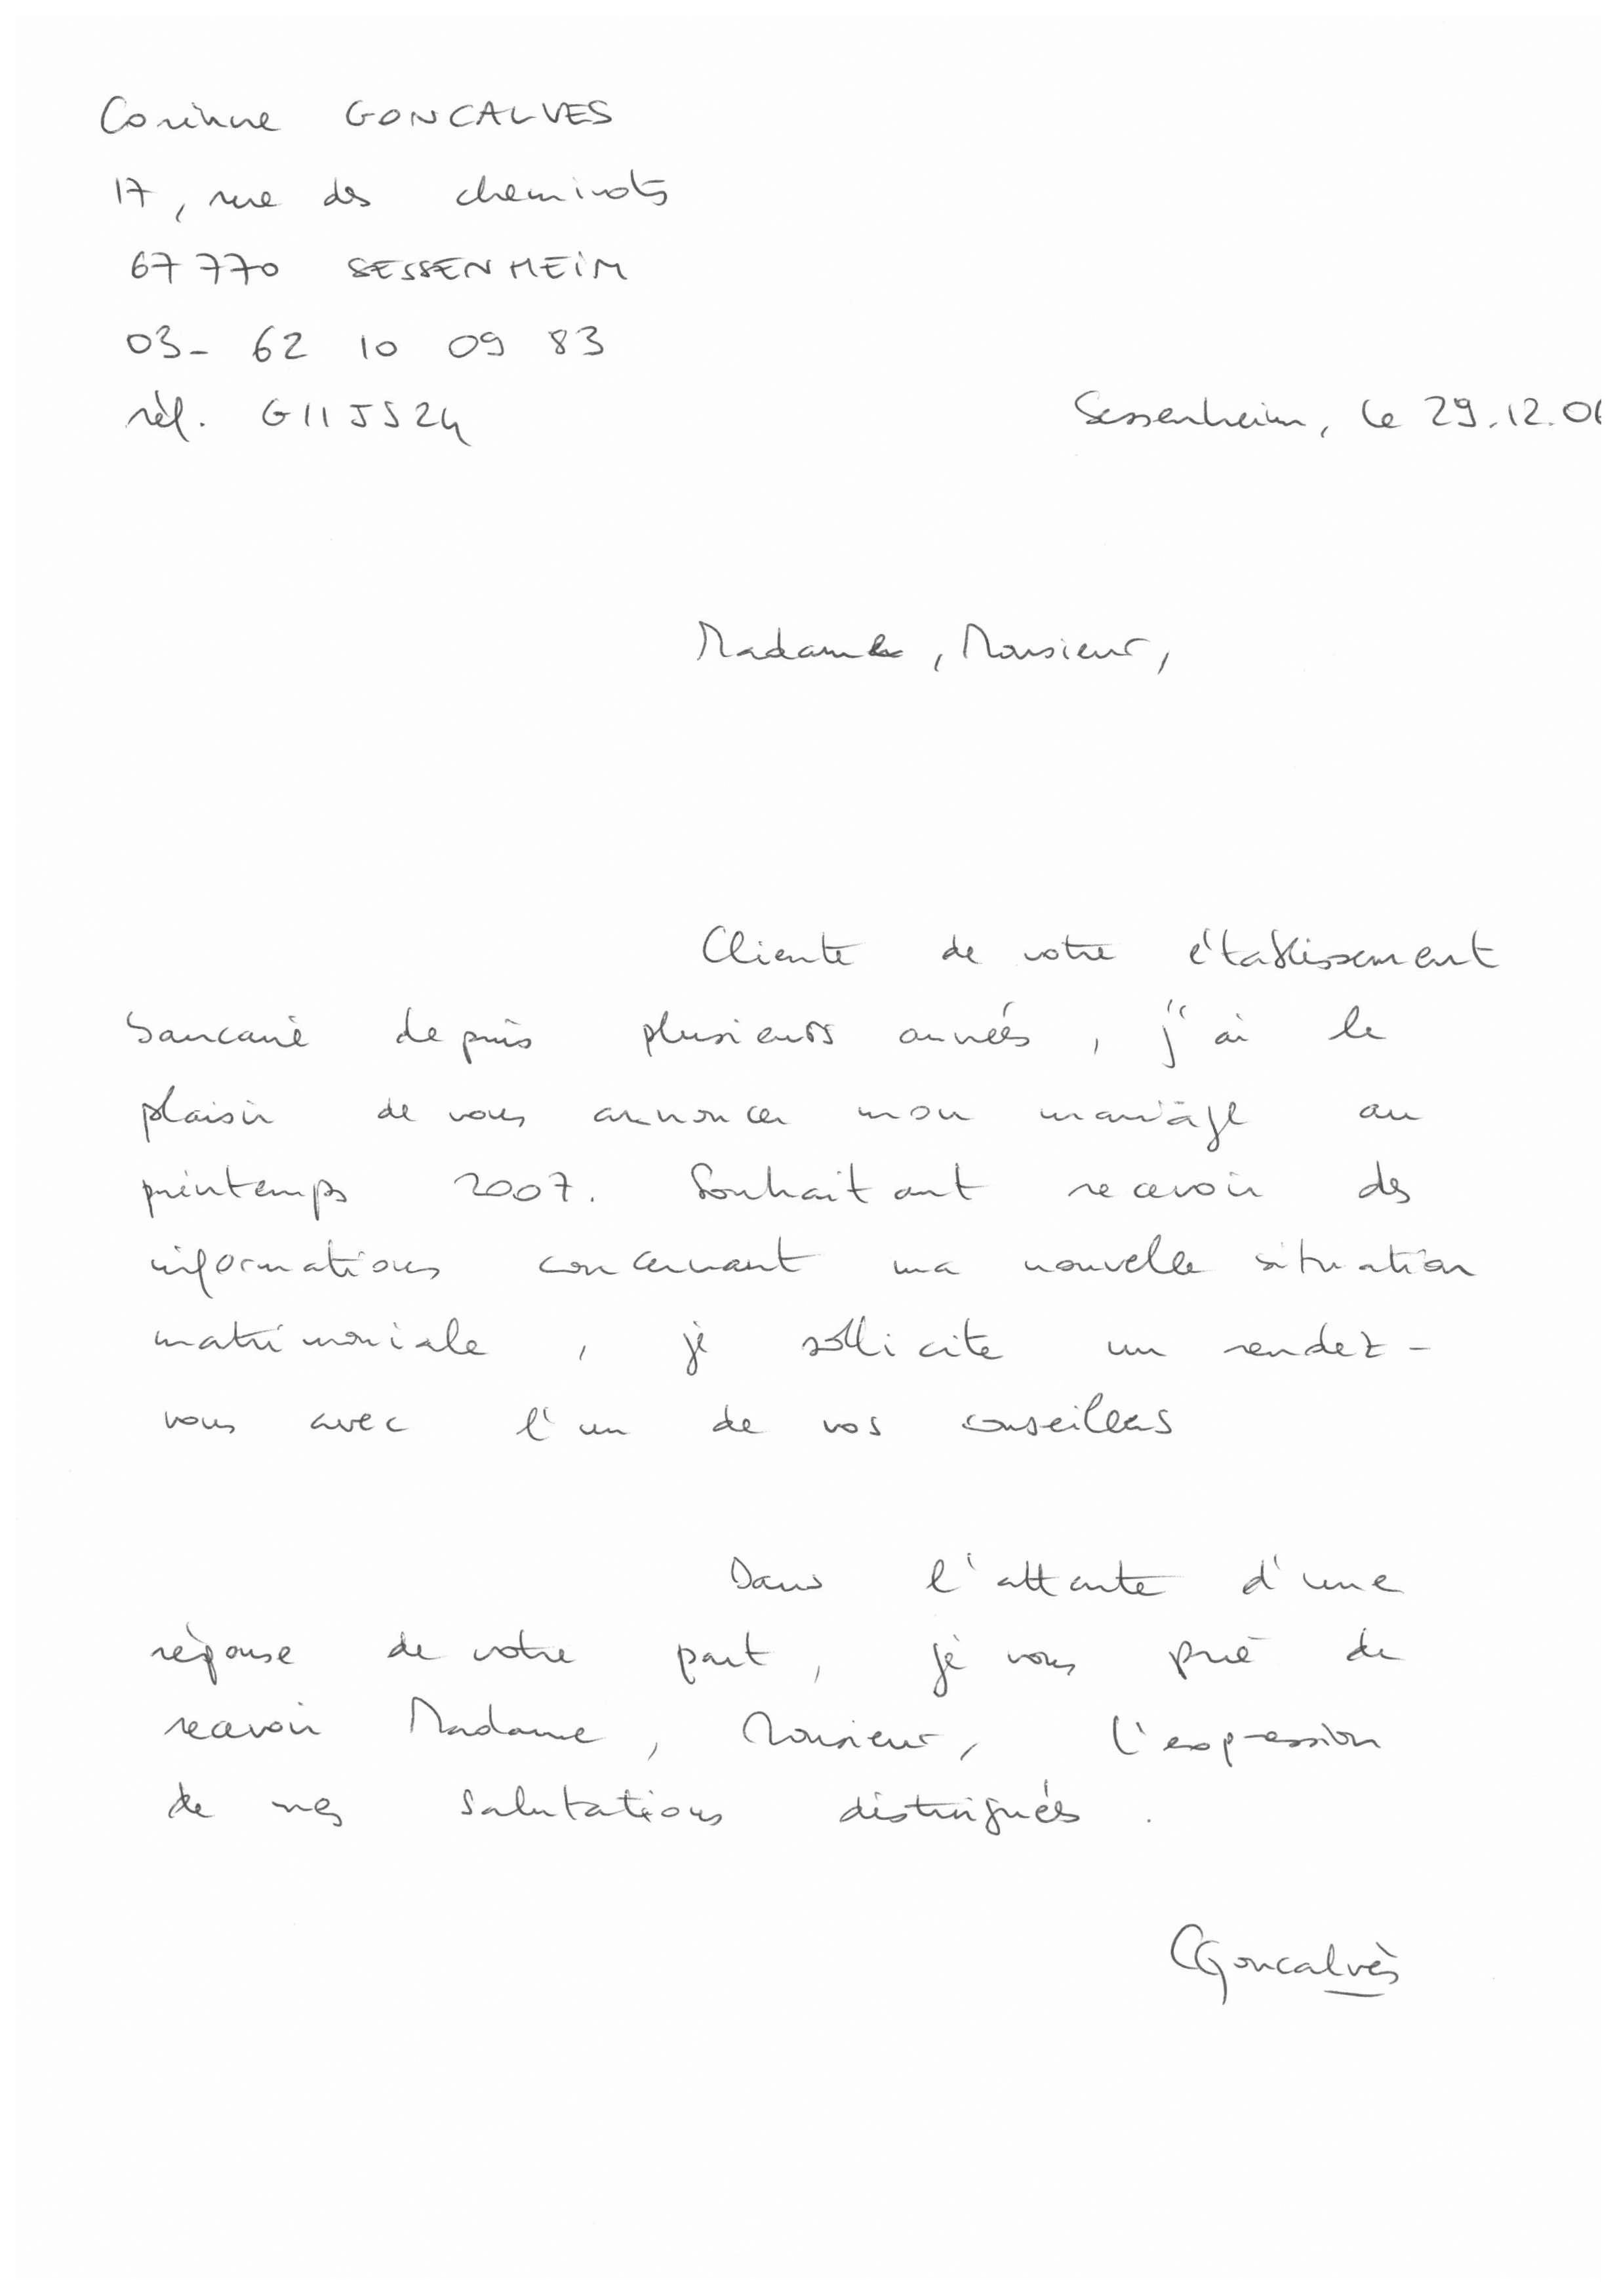 Corinne GONCALVES
17, rue des cheminots
67770 SESSENHEIM
03- 62 10 09 83
réf. G11JS24
Sessenheim, le 29.12.06
Madame, Monsieur,
Cliente de votre établissement
bancaire depuis plusieurs années, j'ai le
plaisir de vous annoncer mon mariage au
printemps 2007. Souhaitant recevoir des
informations concernant ma nouvelle situation
matrimoniale, je sollicite un rendez-
vous avec l'un de vos conseillers
Dans l'attente d'une
réponse de votre part, je vous prie de
recevoir Madame, Monsieur, l'expression
de mes salutations distinguées.
CGoncalvès